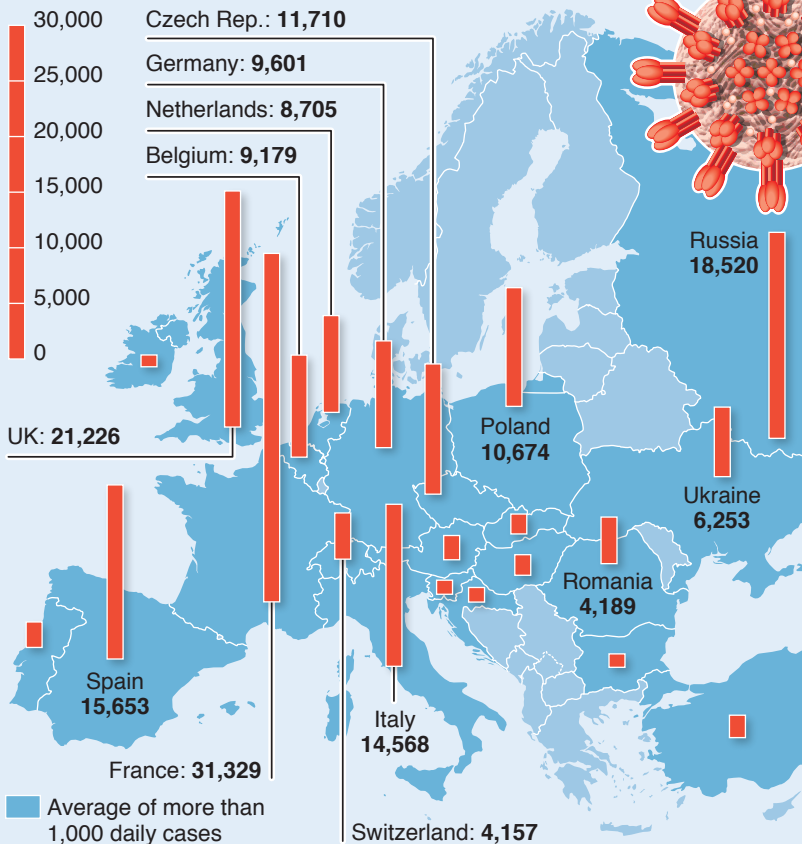 30,000
25,000
20,000
15,000
10,000
5,000
0
Czech Rep.: 11,710
Germany: 9,601
Netherlands: 8,705
Belgium: 9,179
Russia
18,520
UK: 21,226
Poland
10,674
Ukraine
6,253
Romania
4,189
Spain
15,653
Italy
14,568
France: 31,329
Average of more than
1,000 daily cases
Switzerland: 4,157